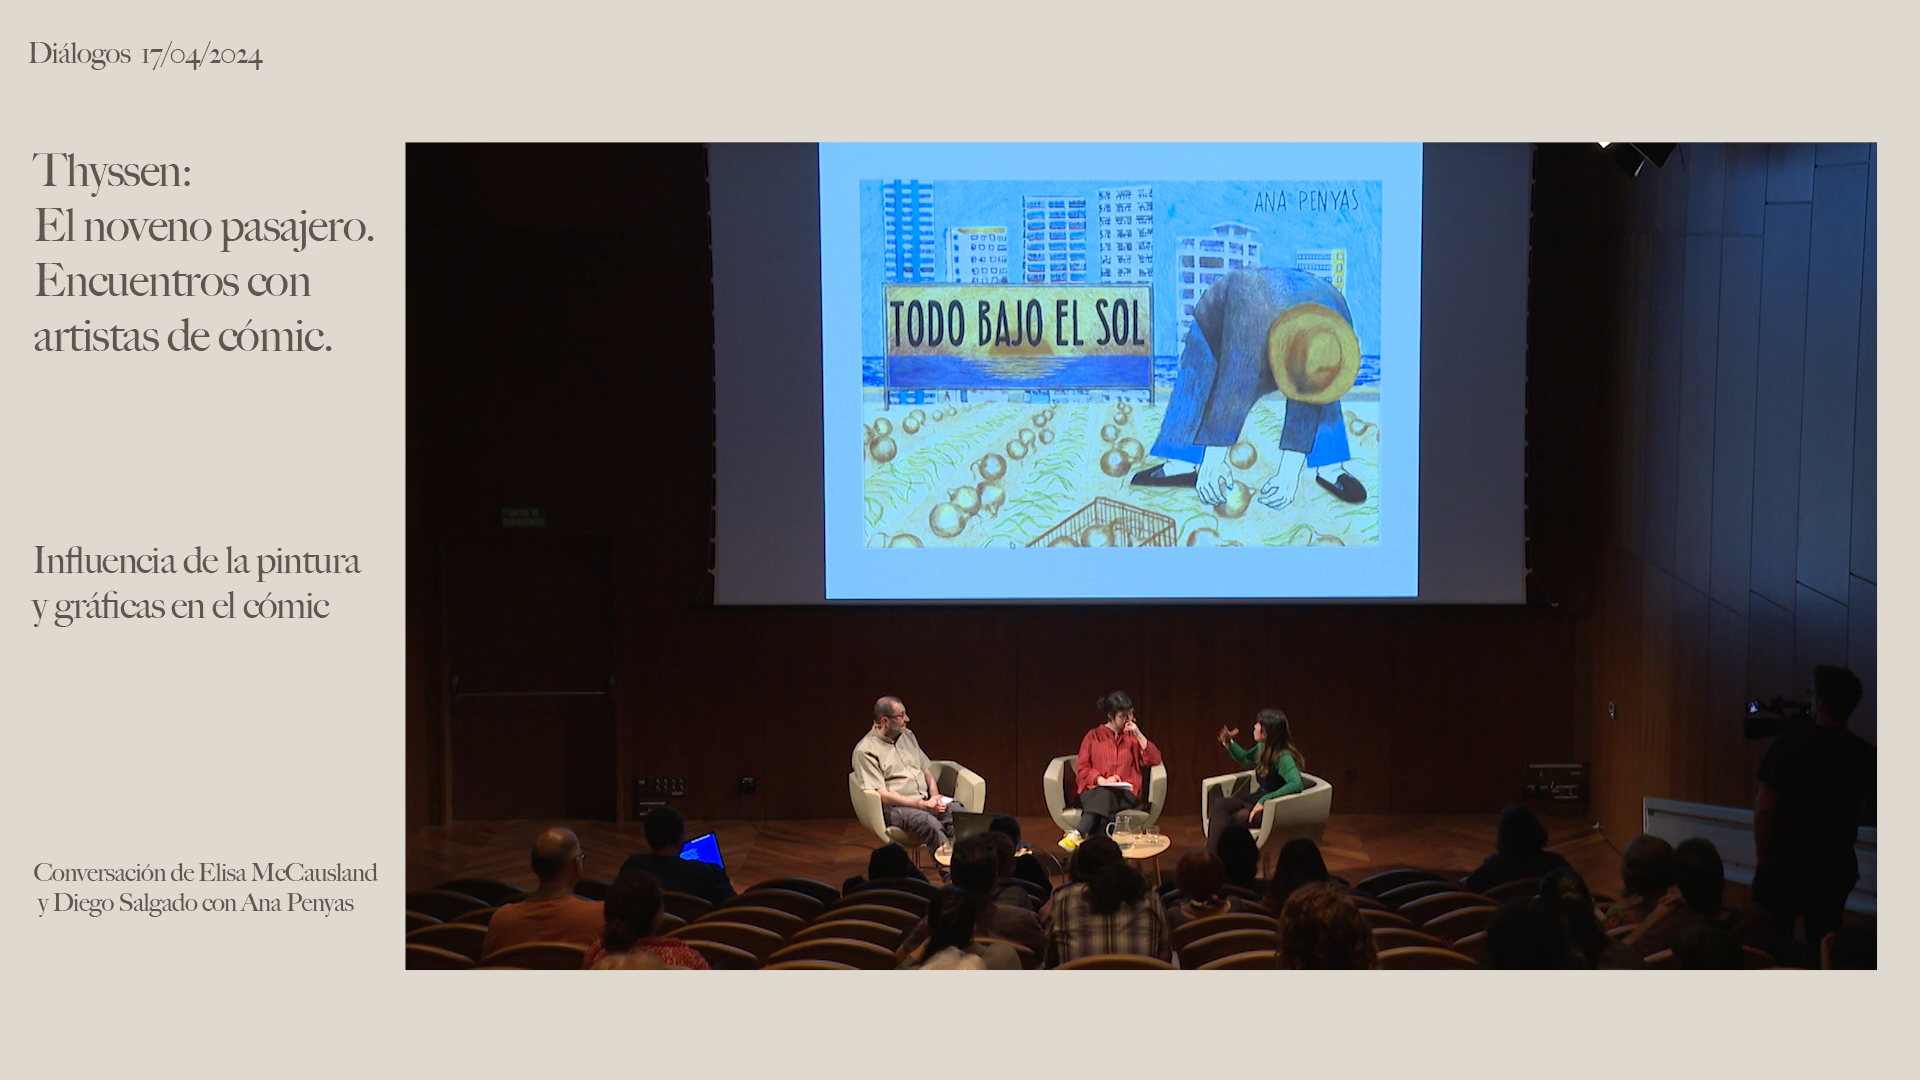 Diálogos 17/04/2024
Thyssen:
El noveno pasajero.
Encuentros con
artistas de cómic.
Influencia de la pintura
y gráficas en el cómic
Conversación de Elisa McCausland
y Diego Salgado con Ana Penyas
ANA PENYAS
TODO BAJO EL SOL